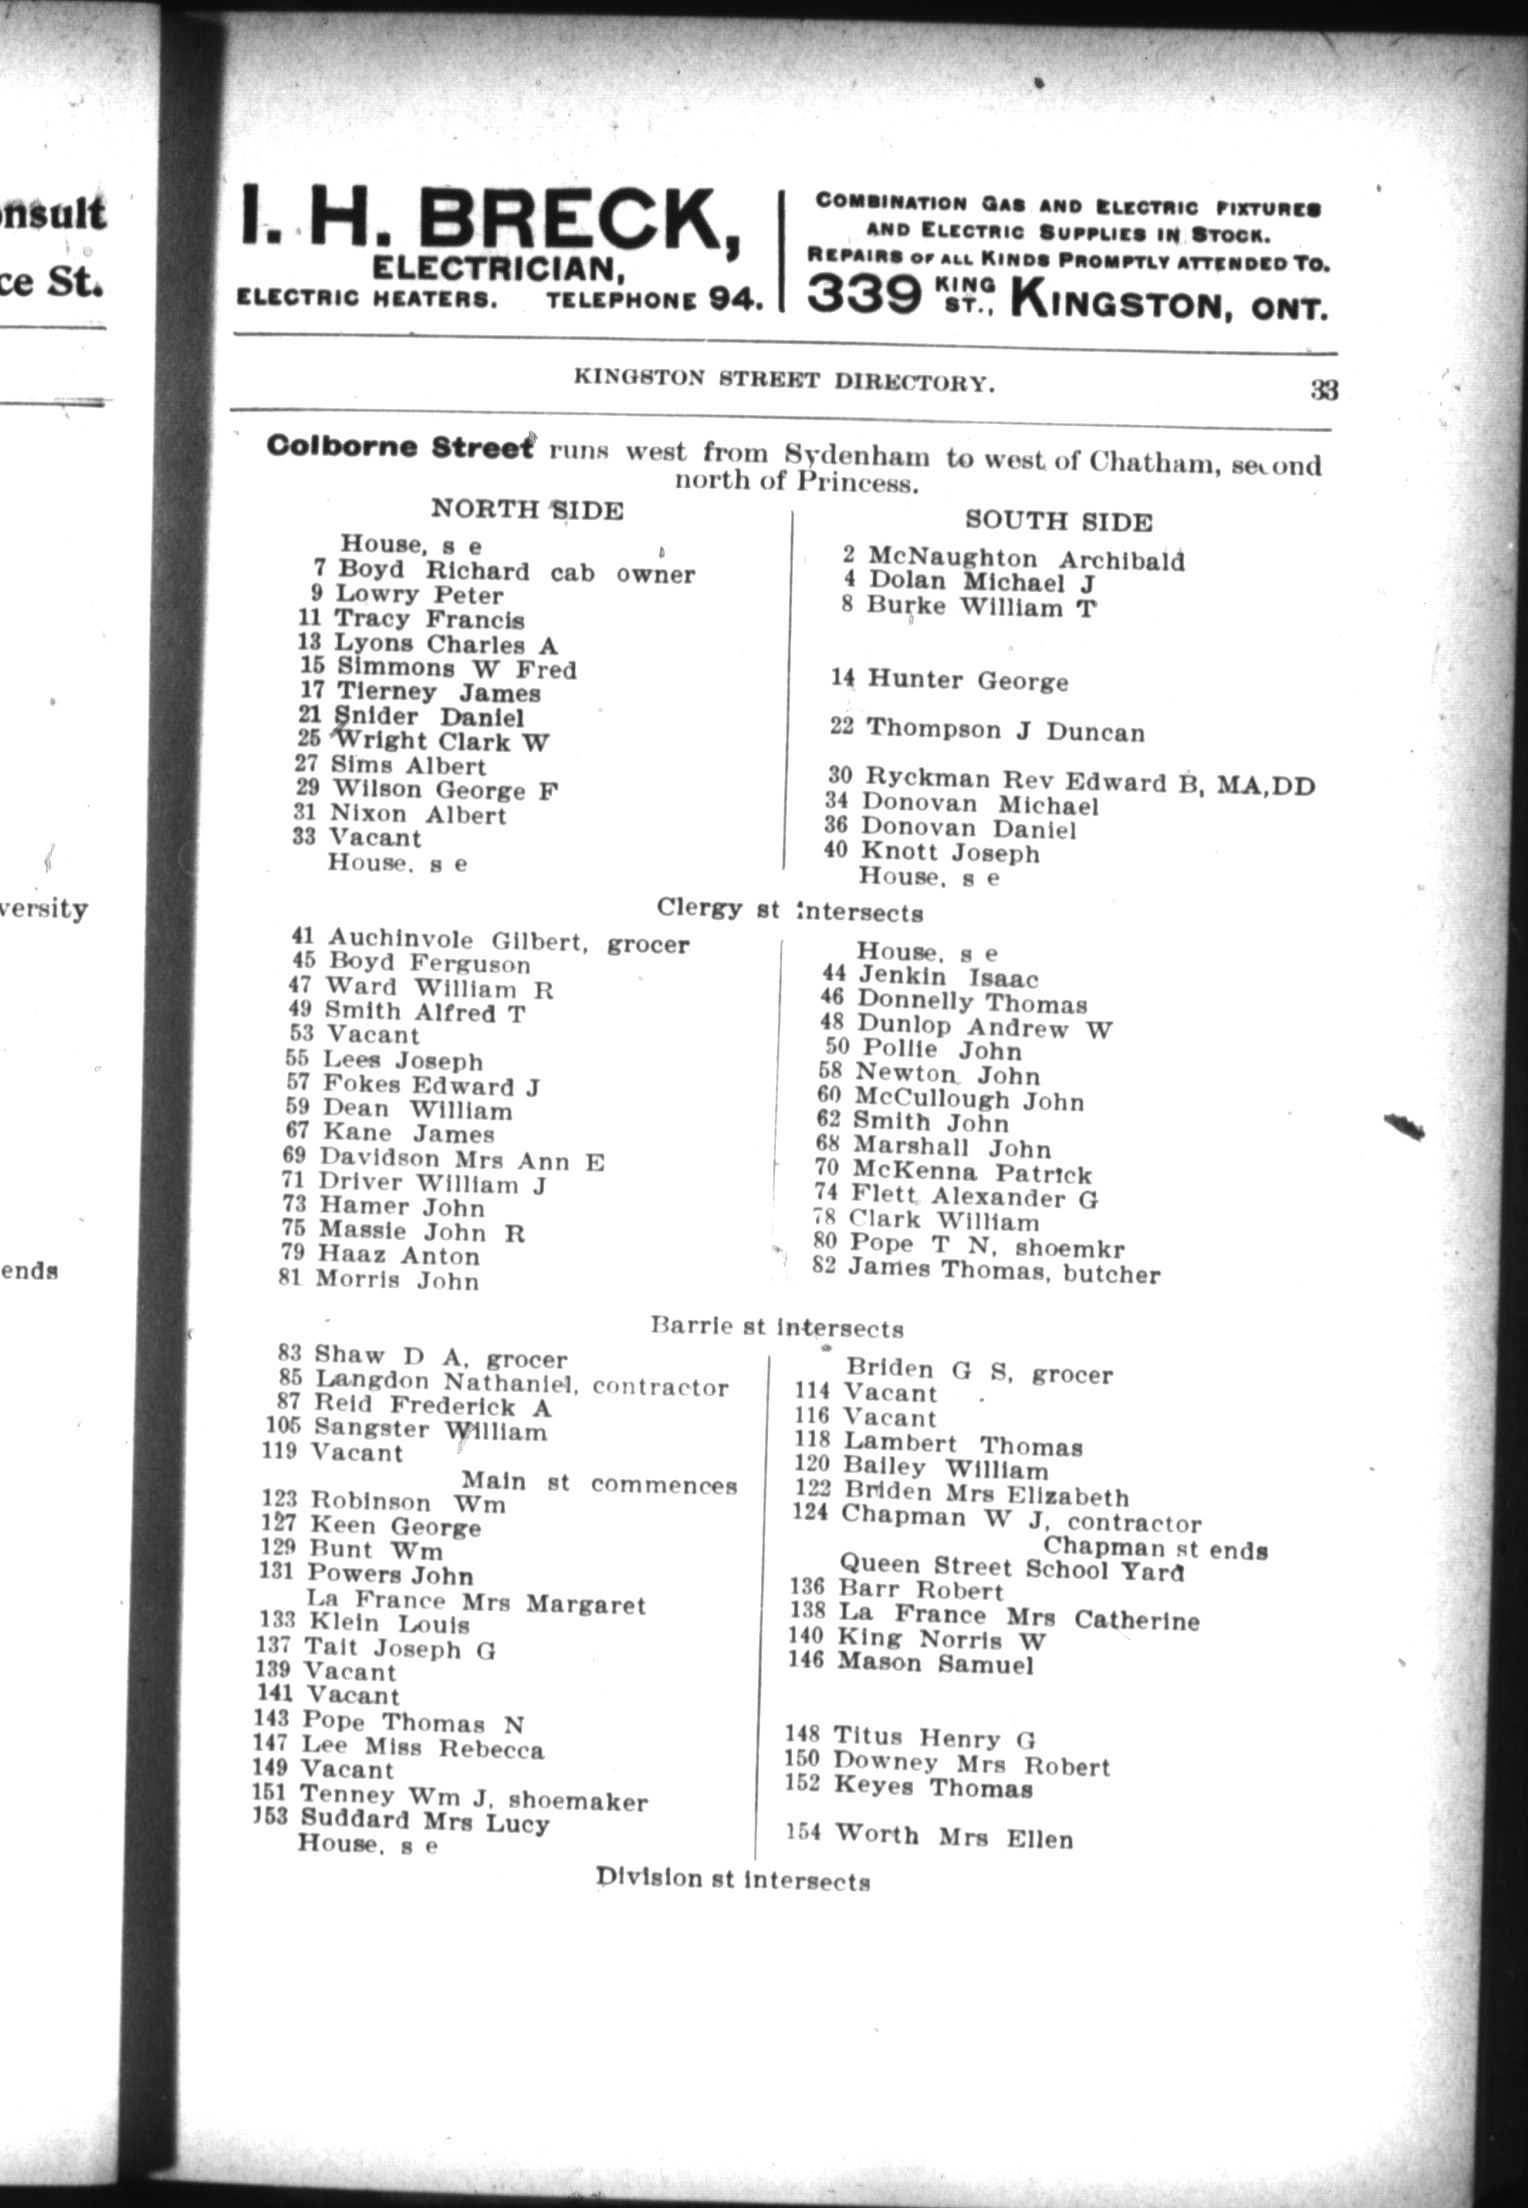 onsult
ce St.
versity
ends
I. H. BRECK,
ELECTRICIAN,
ELECTRIC HEATERS. TELEPHONE 94.
COMBINATION GAS AND ELECTRIC FIXTURES
AND ELECTRIC SUPPLIES IN STOCK.
REPAIRS OF ALL KINDS PROMPTLY ATTENDED TO.
339 KING ST., KINGSTON, ONT.
KINGSTON STREET DIRECTORY. 33
Colborne Street runs west from Sydenham to west of Chatham, second
north of Princess.
NORTH SIDE
House, s e
7 Boyd Richard cab owner
9 Lowry Peter
11 Tracy Francis
13 Lyons Charles A
15 Simmons W Fred
17 Tierney James
21 Snider Daniel
25 Wright Clark W
27 Sims Albert
29 Wilson George F
31 Nixon Albert
33 Vacant
House, s e
SOUTH SIDE
2 McNaughton Archibald
4 Dolan Michael J
8 Burke William T
14 Hunter George
22 Thompson J Duncan
30 Ryckman Rev Edward B, MA,DD
34 Donovan Michael
36 Donovan Daniel
40 Knott Joseph
House, s e
Clergy st intersects
41 Auchinvole Gilbert, grocer
45 Boyd Ferguson
47 Ward William R
49 Smith Alfred T
53 Vacant
55 Lees Joseph
57 Fokes Edward J
59 Dean William
67 Kane James
69 Davidson Mrs Ann E
71 Driver William J
73 Hamer John
75 Massie John R
79 Haaz Anton
81 Morris John
House, s e
44 Jenkin Isaac
46 Donnelly Thomas
48 Dunlop Andrew W
50 Pollie John
58 Newton John
60 McCullough John
62 Smith John
68 Marshall John
70 McKenna Patrick
74 Flett Alexander G
78 Clark William
80 Pope T N, shoemkr
82 James Thomas, butcher
Barrie st intersects
83 Shaw D A, grocer
85 Langdon Nathaniel, contractor
87 Reid Frederick A
105 Sangster William
119 Vacant
Main st commences
123 Robinson Wm
127 Keen George
129 Bunt Wm
131 Powers John
La France Mrs Margaret
133 Klein Louis
137 Tait Joseph G
139 Vacant
141 Vacant
143 Pope Thomas N
147 Lee Miss Rebecca
149 Vacant
151 Tenney Wm J, shoemaker
153 Suddard Mrs Lucy
House, s e
Briden G S, grocer
114 Vacant
116 Vacant
118 Lambert Thomas
120 Bailey William
122 Briden Mrs Elizabeth
124 Chapman W J, contractor
Chapman st ends
Queen Street School Yard
136 Barr Robert
138 La France Mrs Catherine
140 King Norris W
146 Mason Samuel
148 Titus Henry G
150 Downey Mrs Robert
152 Keyes Thomas
154 Worth Mrs Ellen
Division st intersects